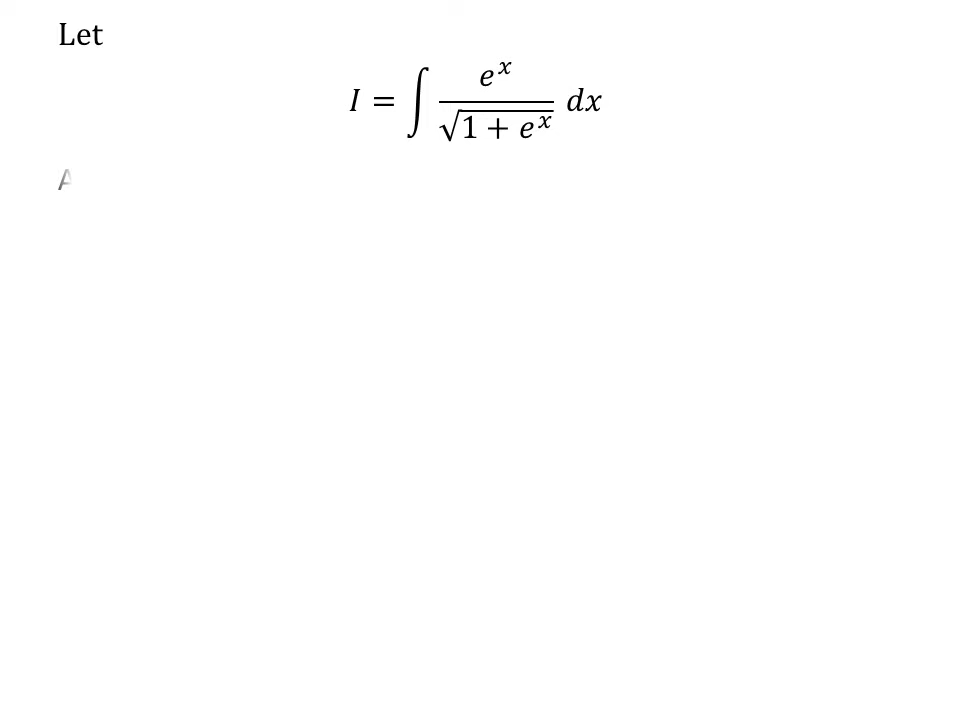 Let
I = ∫ e^x / √(1 + e^x) dx